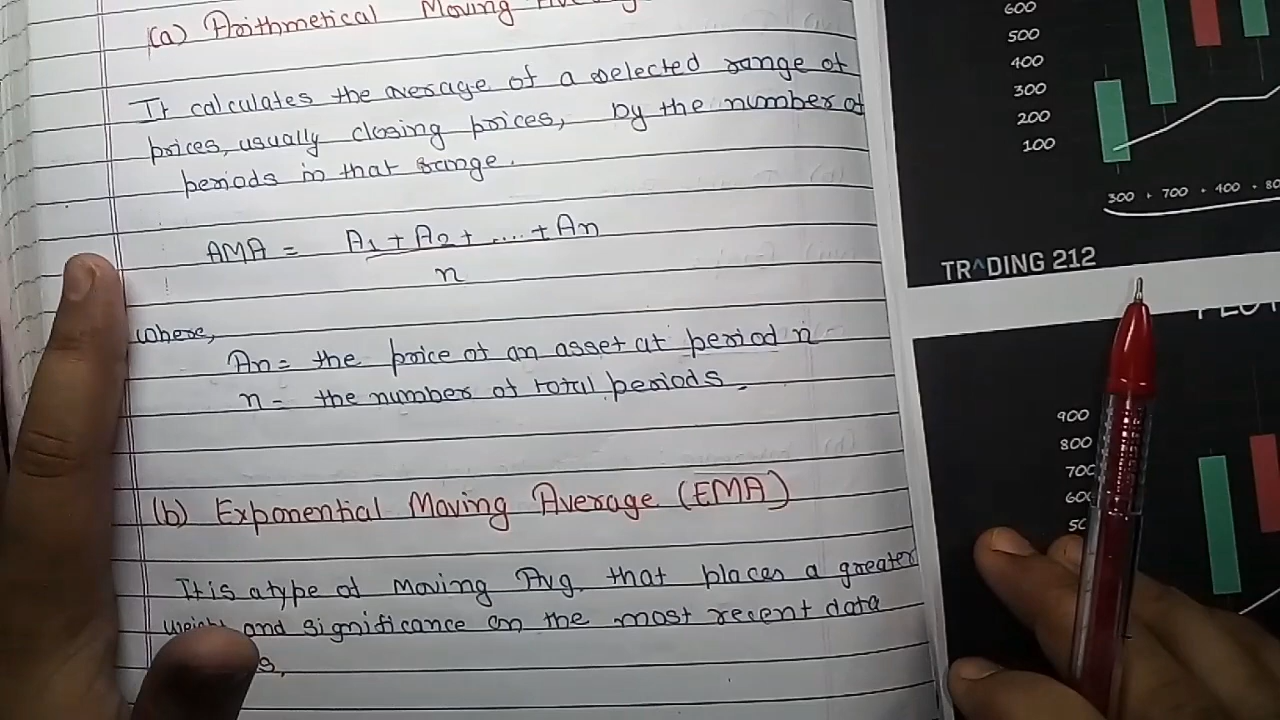 (a) Arithmetical Moving
It calculates the average of a selected range of
prices, usually closing prices, by the number of
periods in that range.
AMA = A1 + A2 + .... + An
n
where,
An = the price of an asset at period n
n = the number of total periods.
(b) Exponential Moving Average (EMA)
It is a type of Moving Avg. that places a greater
weight and significance on the most recent data
600
500
400
300
200
100
300 + 700 + 400 + 80
TRADING 212
900
800
700